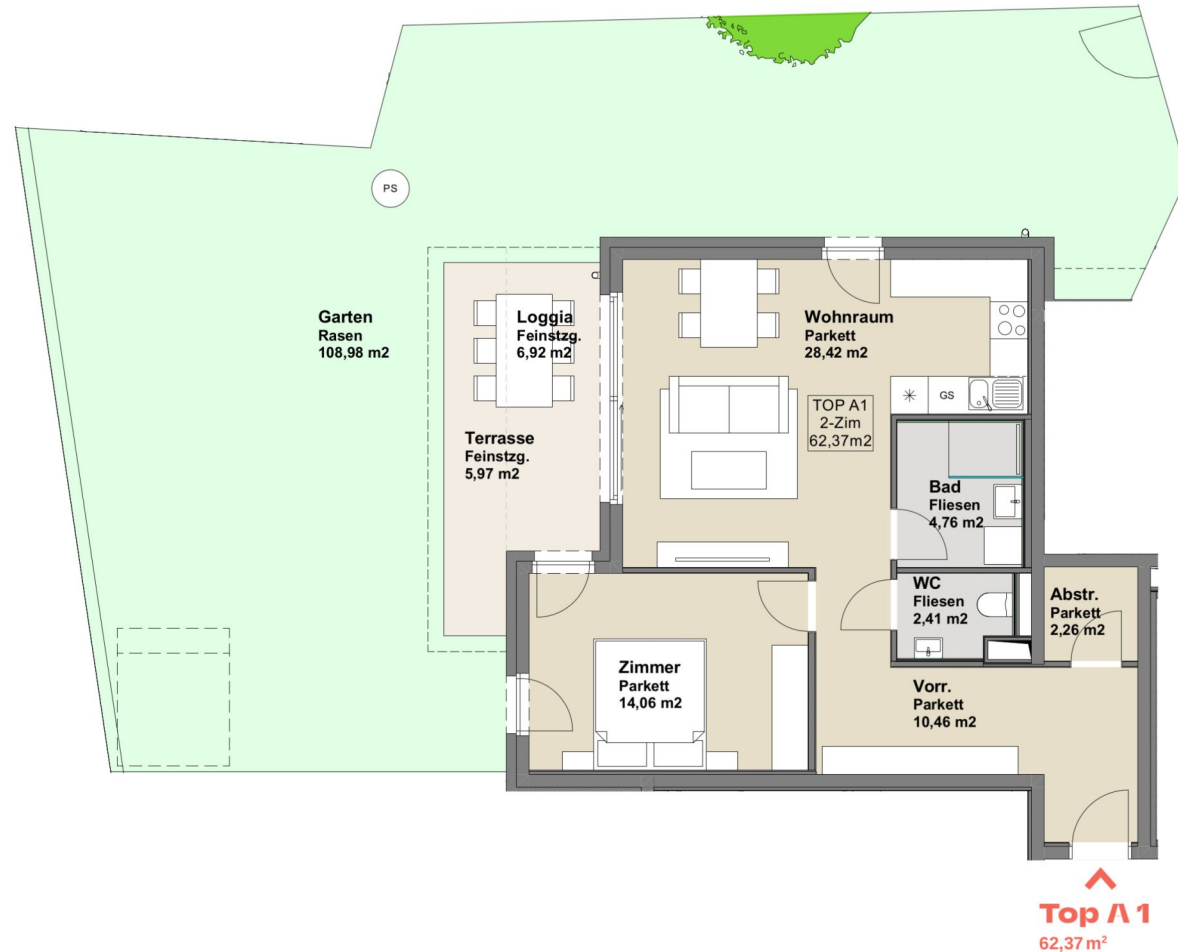 PS
Garten
Rasen
108,98 m2
Loggia
Feinstzg.
6,92 m2
Wohnraum
Parkett
28,42 m2
GS
TOP A1
2-Zim
62,37m2
Terrasse
Feinstzg.
5,97 m2
Bad
Fliesen
4,76 m2
WC
Fliesen
2,41 m2
Abstr.
Parkett
2,26 m2
Zimmer
Parkett
14,06 m2
Vorr.
Parkett
10,46 m2
Top A 1
62,37 m²